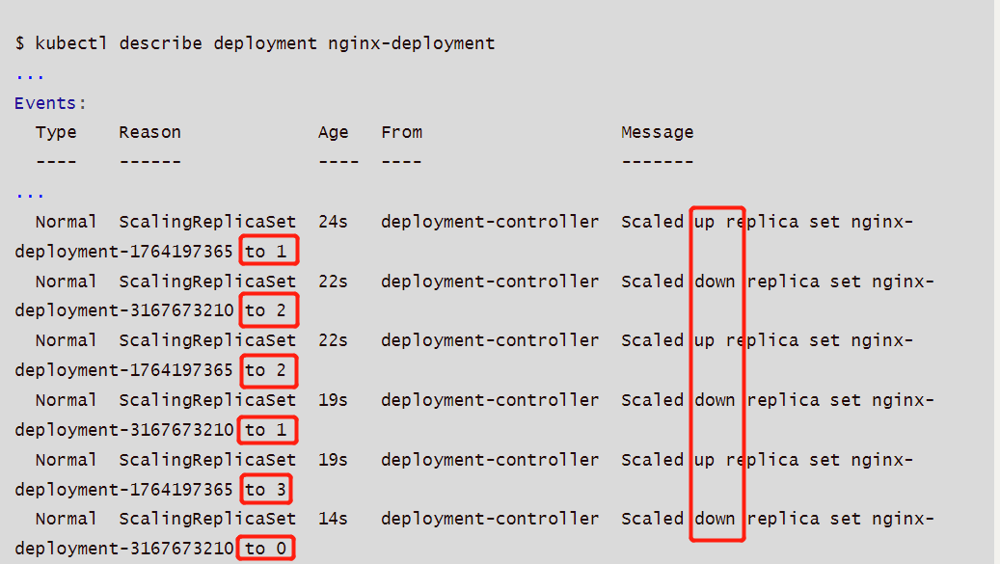 $ kubectl describe deployment nginx-deployment
...
Events:
Type Reason Age From Message
---- ------ ---- ---- -------
...
Normal ScalingReplicaSet 24s deployment-controller Scaled up replica set nginx-
deployment-1764197365 to 1
Normal ScalingReplicaSet 22s deployment-controller Scaled down replica set nginx-
deployment-3167673210 to 2
Normal ScalingReplicaSet 22s deployment-controller Scaled up replica set nginx-
deployment-1764197365 to 2
Normal ScalingReplicaSet 19s deployment-controller Scaled down replica set nginx-
deployment-3167673210 to 1
Normal ScalingReplicaSet 19s deployment-controller Scaled up replica set nginx-
deployment-1764197365 to 3
Normal ScalingReplicaSet 14s deployment-controller Scaled down replica set nginx-
deployment-3167673210 to 0